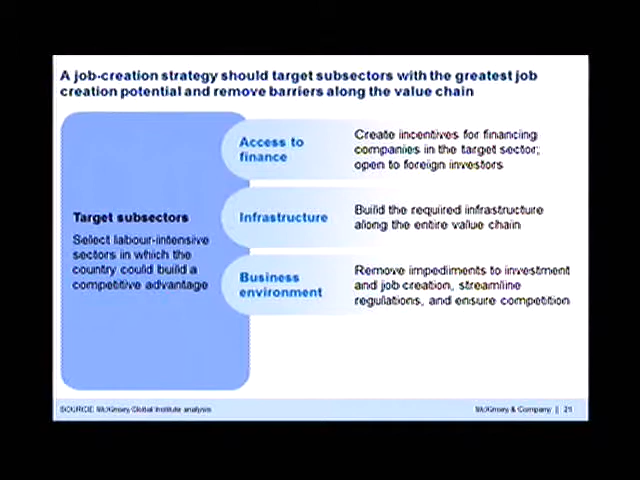 A job-creation strategy should target subsectors with the greatest job
creation potential and remove barriers along the value chain
Target subsectors
Select labour-intensive
sectors in which the
country could build a
competitive advantage
Access to
finance
Create incentives for financing
companies in the target sector;
open to foreign investors
Infrastructure
Build the required infrastructure
along the entire value chain
Business
environment
Remove impediments to investment
and job creation, streamline
regulations, and ensure competition
SOURCE: McKinsey Global Institute analysis
McKinsey & Company || 21